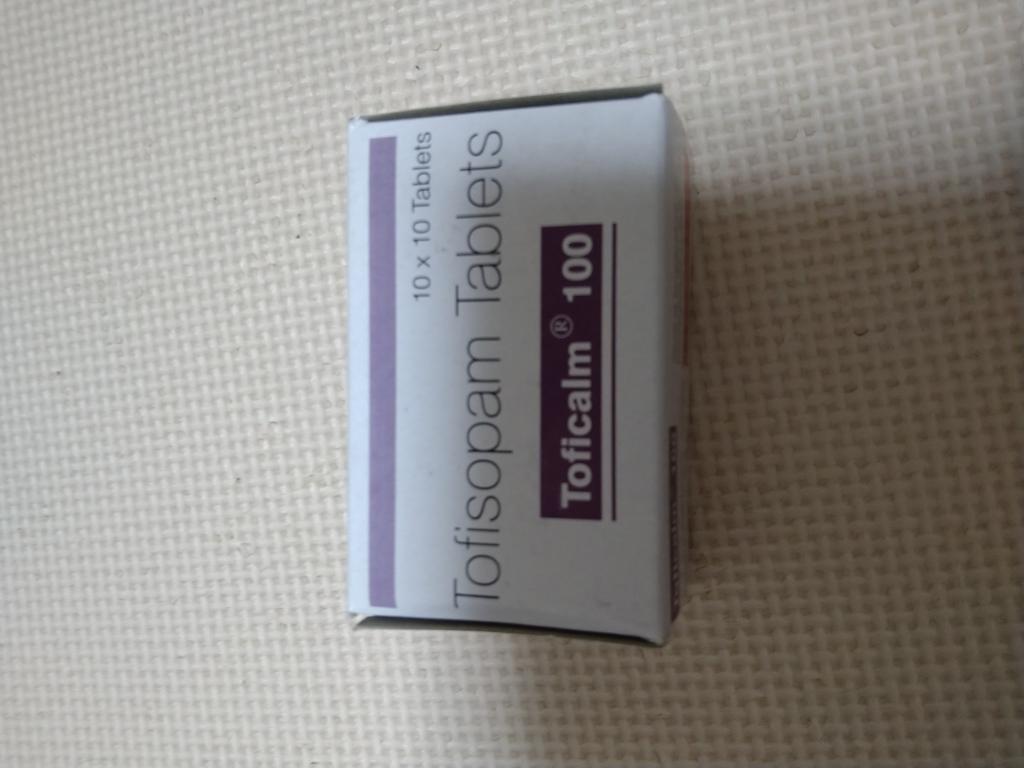 10 x 10 Tablets
Tofisopam Tablets
Toficalm® 100